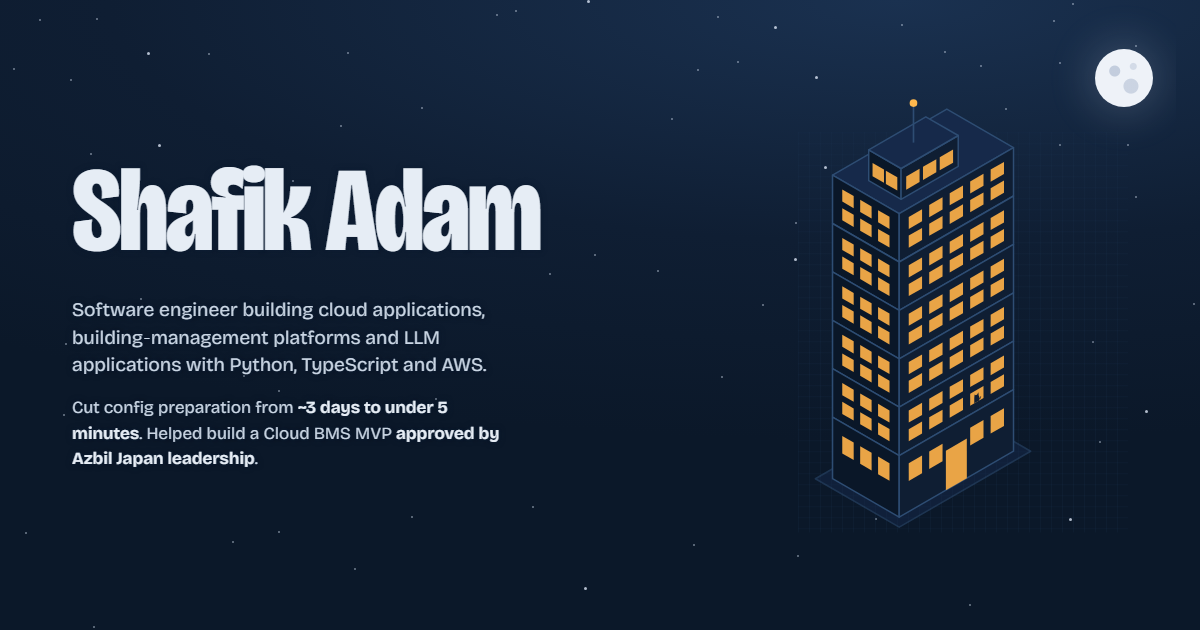 Shafik Adam
Software engineer building cloud applications,
building-management platforms and LLM
applications with Python, TypeScript and AWS.
Cut config preparation from ~3 days to under 5
minutes. Helped build a Cloud BMS MVP approved by
Azbil Japan leadership.